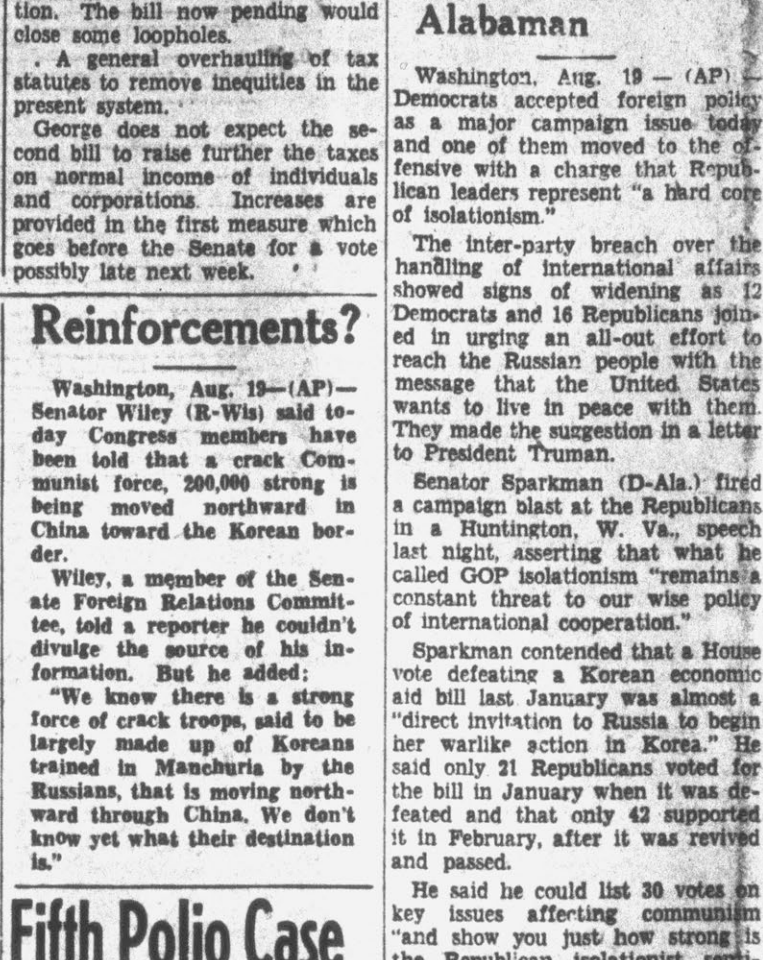 tion. The bill now pending would
close some loopholes.
. A general overhauling of tax
statutes to remove inequities in the
present system.
George does not expect the se-
cond bill to raise further the taxes
on normal income of individuals
and corporations. Increases are
provided in the first measure which
goes before the Senate for a vote
possibly late next week.
Reinforcements?
Washington, Aug. 19—(AP)—
Senator Wiley (R-Wis) said to-
day Congress members have
been told that a crack Com-
munist force, 200,000 strong is
being moved northward in
China toward the Korean bor-
der.
Wiley, a member of the Sen-
ate Foreign Relations Commit-
tee, told a reporter he couldn't
divulge the source of his in-
formation. But he added:
"We know there is a strong
force of crack troops, said to be
largely made up of Koreans
trained in Manchuria by the
Russians, that is moving north-
ward through China. We don't
know yet what their destination
is."
Fifth Polio Case
Alabaman
Washington, Aug. 19 — (AP) —
Democrats accepted foreign policy
as a major campaign issue today
and one of them moved to the of-
fensive with a charge that Repub-
lican leaders represent "a hard core
of isolationism."
The inter-party breach over the
handling of international affairs
showed signs of widening as 12
Democrats and 16 Republicans join-
ed in urging an all-out effort to
reach the Russian people with the
message that the United States
wants to live in peace with them.
They made the suggestion in a letter
to President Truman.
Senator Sparkman (D-Ala.) fired
a campaign blast at the Republicans
in a Huntington, W. Va., speech
last night, asserting that what he
called GOP isolationism "remains a
constant threat to our wise policy
of international cooperation."
Sparkman contended that a House
vote defeating a Korean economic
aid bill last January was almost a
"direct invitation to Russia to begin
her warlike action in Korea." He
said only 21 Republicans voted for
the bill in January when it was de-
feated and that only 42 supported
it in February, after it was revived
and passed.
He said he could list 30 votes on
key issues affecting communism
"and show you just how strong is
the Republican isolationist